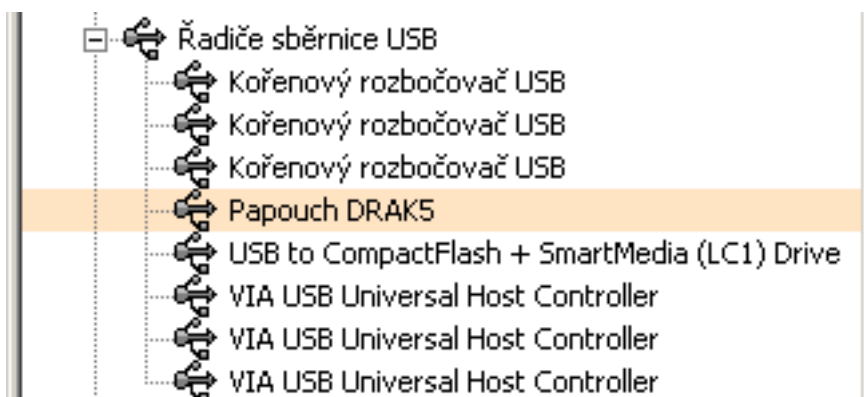 Řadiče sběrnice USB
Kořenový rozbočovač USB
Kořenový rozbočovač USB
Kořenový rozbočovač USB
Papouch DRAK5
USB to CompactFlash + SmartMedia (LC1) Drive
VIA USB Universal Host Controller
VIA USB Universal Host Controller
VIA USB Universal Host Controller